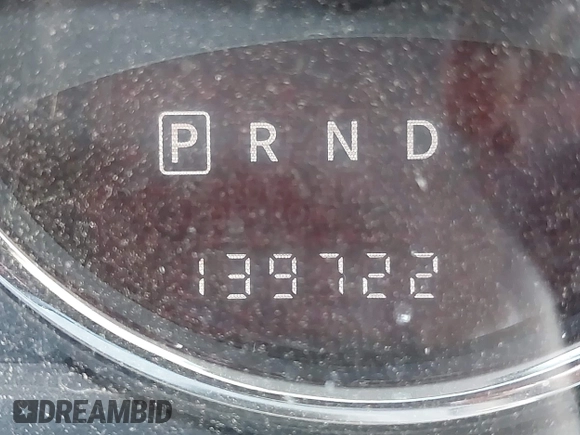 P R N D
139722
DREAMBID